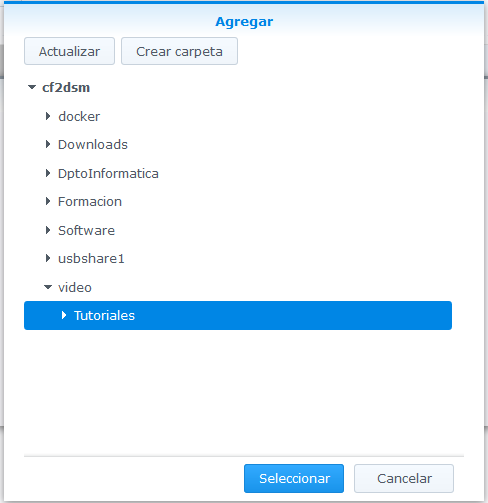 Agregar
Actualizar Crear carpeta
cf2dsm
docker
Downloads
DptoInformatica
Formacion
Software
usbshare1
video
Tutoriales
Seleccionar Cancelar